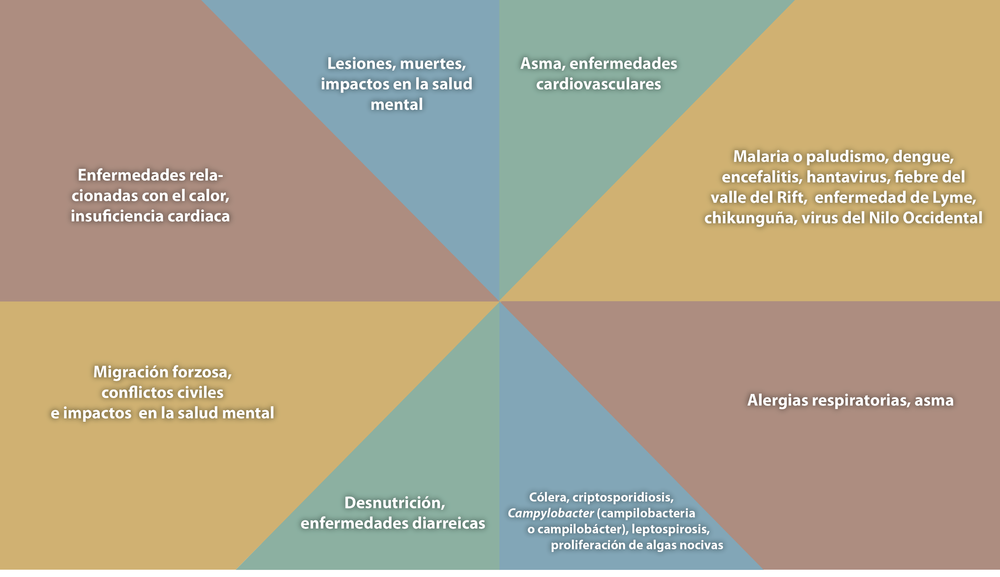 Lesiones, muertes,
impactos en la salud
mental
Asma, enfermedades
cardiovasculares
Enfermedades rela-
cionadas con el calor,
insuficiencia cardiaca
Malaria o paludismo, dengue,
encefalitis, hantavirus, fiebre del
valle del Rift, enfermedad de Lyme,
chikunguña, virus del Nilo Occidental
Migración forzosa,
conflictos civiles
e impactos en la salud mental
Alergias respiratorias, asma
Desnutrición,
enfermedades diarreicas
Cólera, criptosporidiosis,
Campylobacter (campilobacteria
o campilobácter), leptospirosis,
proliferación de algas nocivas